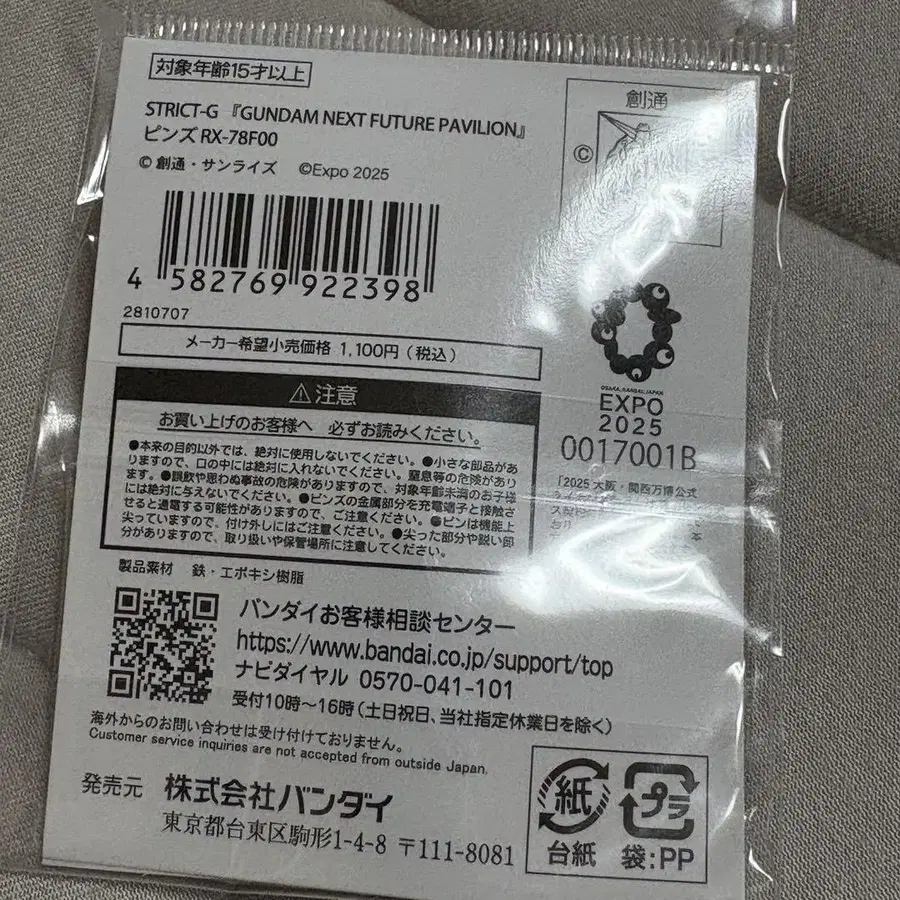 対象年齢15才以上
STRICT-G『GUNDAM NEXT FUTURE PAVILION』
ピンズ RX-78F00
© 創通・サンライズ ©Expo 2025
4 582769 922398
2810707
メーカー希望小売価格 1,100円(税込)
⚠注意
お買い上げのお客様へ 必ずお読みください。
●本来の目的以外では、絶対に使用しないでください。●小さな部品があ
りますので、口の中には絶対に入れないでください。窒息等の危険があり
ますので。●誤飲や思わぬ事故の危険がありますので、対象年齢未満のお子様
には絶対に与えないでください。●ピンズの金属部分を充電端子と接触さ
せると通電する可能性がありますので、ご注意ください。●ピンは機能上
尖っていますので、付け外しにはご注意ください。●尖った部分や鋭い部
分がありますので、取り扱いや保管場所に注意してください。
製品素材 鉄・エポキシ樹脂
バンダイお客様相談センター
https://www.bandai.co.jp/support/top
ナビダイヤル 0570-041-101
受付10時〜16時(土日祝日、当社指定休業日を除く)
海外からのお問い合わせは受け付けておりません。
Customer service inquiries are not accepted from outside Japan.
発売元 株式会社バンダイ
東京都台東区駒形1-4-8 〒111-8081
創通
©
OSAKA, KANSAI, JAPAN
EXPO
2025
0017001B
「2025 大阪・関西万博公式
紙
台紙
プラ
袋:PP